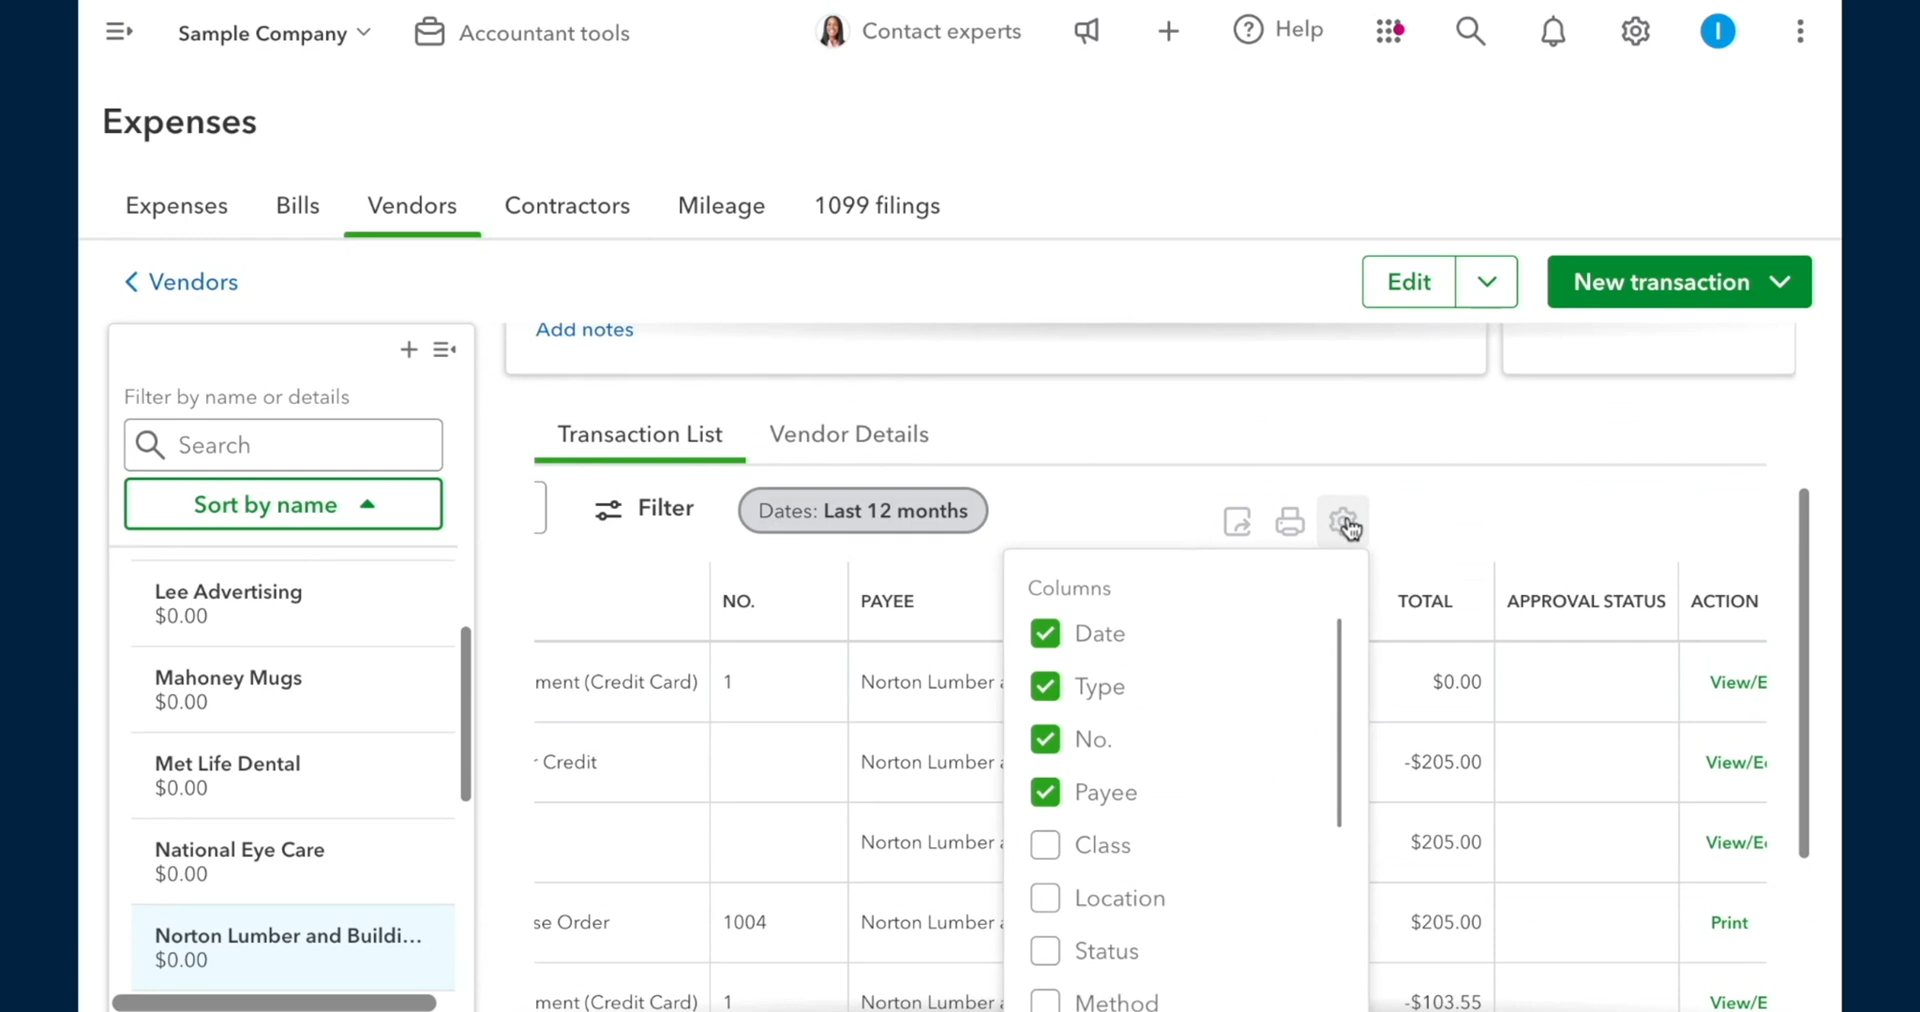 Sample Company
Accountant tools
Contact experts
Help
I
Expenses
Expenses
Bills
Vendors
Contractors
Mileage
1099 filings
Vendors
Edit
New transaction
Add notes
Filter by name or details
Search
Sort by name
Lee Advertising
$0.00
Mahoney Mugs
$0.00
Met Life Dental
$0.00
National Eye Care
$0.00
Norton Lumber and Buildi...
$0.00
Transaction List
Vendor Details
Filter
Dates: Last 12 months
NO.
PAYEE
TOTAL
APPROVAL STATUS
ACTION
ment (Credit Card)
1
Norton Lumber a
$0.00
View/E
r Credit
Norton Lumber a
-$205.00
View/Ed
Norton Lumber a
$205.00
View/Ed
se Order
1004
Norton Lumber a
$205.00
Print
ment (Credit Card)
1
Norton Lumber a
-$103.55
View/E
Columns
Date
Type
No.
Payee
Class
Location
Status
Method